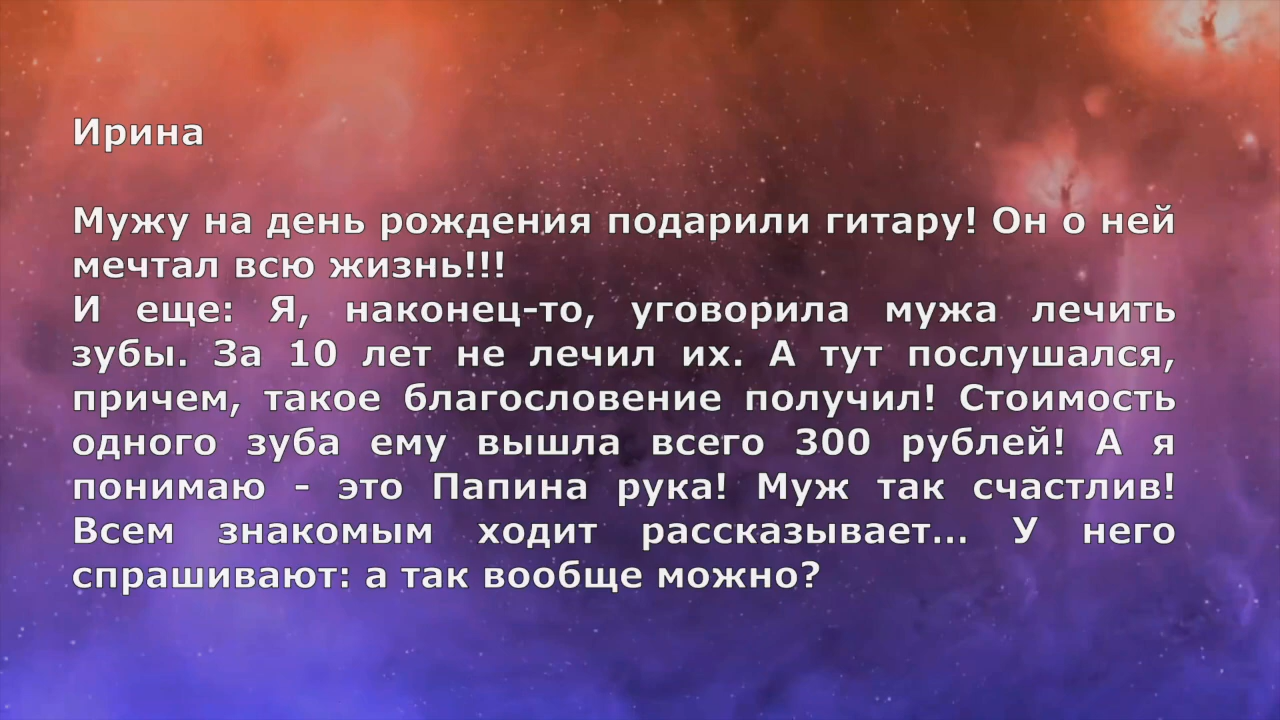 Ирина
Мужу на день рождения подарили гитару! Он о ней
мечтал всю жизнь!!!
И еще: Я, наконец-то, уговорила мужа лечить
зубы. За 10 лет не лечил их. А тут послушался,
причем, такое благословение получил! Стоимость
одного зуба ему вышла всего 300 рублей! А я
понимаю - это Папина рука! Муж так счастлив!
Всем знакомым ходит рассказывает... У него
спрашивают: а так вообще можно?